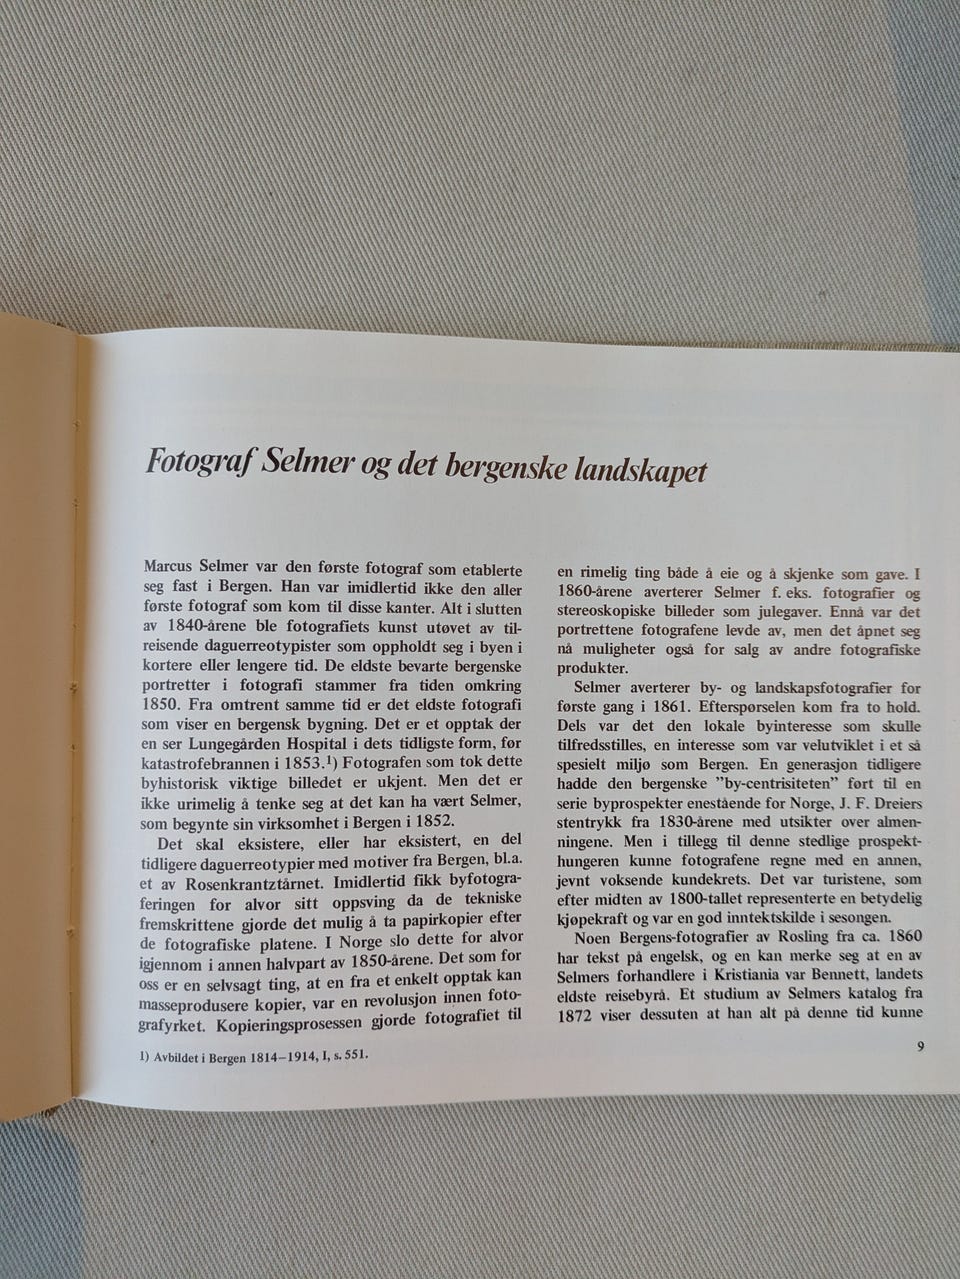 Fotograf Selmer og det bergenske landskapet
Marcus Selmer var den første fotograf som etablerte
seg fast i Bergen. Han var imidlertid ikke den aller
første fotograf som kom til disse kanter. Alt i slutten
av 1840-årene ble fotografiets kunst utøvet av til-
reisende daguerreotypister som oppholdt seg i byen i
kortere eller lengere tid. De eldste bevarte bergenske
portretter i fotografi stammer fra tiden omkring
1850. Fra omtrent samme tid er det eldste fotografi
som viser en bergensk bygning. Det er et opptak der
en ser Lungegården Hospital i dets tidligste form, før
katastrofebrannen i 1853.¹) Fotografen som tok dette
byhistorisk viktige billedet er ukjent. Men det er
ikke urimelig å tenke seg at det kan ha vært Selmer,
som begynte sin virksomhet i Bergen i 1852.
Det skal eksistere, eller har eksistert, en del
tidligere daguerreotypier med motiver fra Bergen, bl.a.
et av Rosenkrantztårnet. Imidlertid fikk byfotogra-
feringen for alvor sitt oppsving da de tekniske
fremskrittene gjorde det mulig å ta papirkopier efter
de fotografiske platene. I Norge slo dette for alvor
igjennom i annen halvpart av 1850-årene. Det som for
oss er en selvsagt ting, at en fra et enkelt opptak kan
masseprodusere kopier, var en revolusjon innen foto-
grafyrket. Kopieringsprosessen gjorde fotografiet til
1) Avbildet i Bergen 1814–1914, I, s. 551.
en rimelig ting både å eie og å skjenke som gave. I
1860-årene averterer Selmer f. eks. fotografier og
stereoskopiske billeder som julegaver. Ennå var det
portrettene fotografene levde av, men det åpnet seg
nå muligheter også for salg av andre fotografiske
produkter.
Selmer averterer by- og landskapsfotografier for
første gang i 1861. Efterspørselen kom fra to hold.
Dels var det den lokale byinteresse som skulle
tilfredsstilles, en interesse som var velutviklet i et så
spesielt miljø som Bergen. En generasjon tidligere
hadde den bergenske ”by-centrisiteten” ført til en
serie byprospekter enestående for Norge, J. F. Dreiers
stentrykk fra 1830-årene med utsikter over almen-
ningene. Men i tillegg til denne stedlige prospekt-
hungeren kunne fotografene regne med en annen,
jevnt voksende kundekrets. Det var turistene, som
efter midten av 1800-tallet representerte en betydelig
kjøpekraft og var en god inntektskilde i sesongen.
Noen Bergens-fotografier av Rosling fra ca. 1860
har tekst på engelsk, og en kan merke seg at en av
Selmers forhandlere i Kristiania var Bennett, landets
eldste reisebyrå. Et studium av Selmers katalog fra
1872 viser dessuten at han alt på denne tid kunne
9